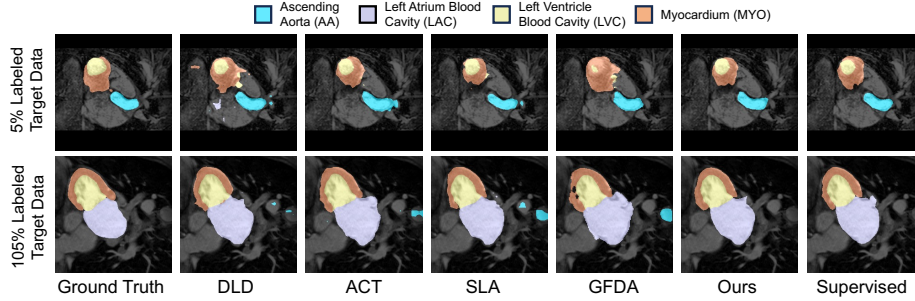 Ascending
Aorta (AA)
Left Atrium Blood
Cavity (LAC)
Left Ventricle
Blood Cavity (LVC)
Myocardium (MYO)
5% Labeled
Target Data
105% Labeled
Target Data
Ground Truth
DLD
ACT
SLA
GFDA
Ours
Supervised